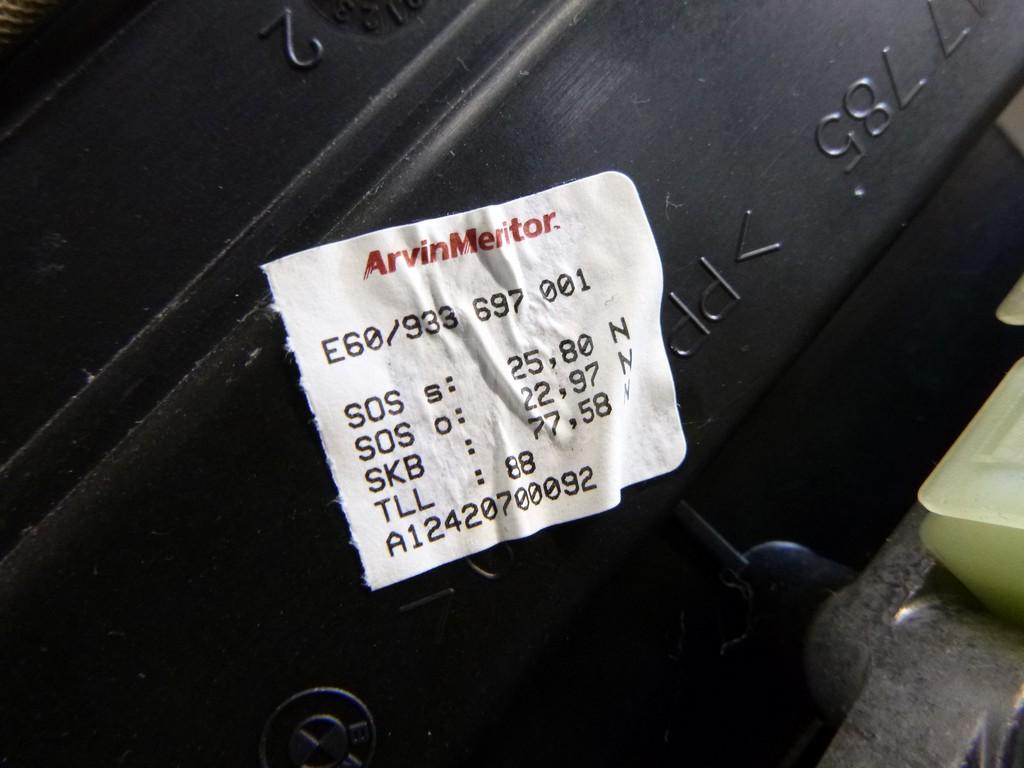 2
7 785
> PP
ArvinMeritor
E60/933 697 001
SOS s: 25,80 N
SOS o: 22,97 N
SKB : 77,58 N
TLL : 88
A12420700092